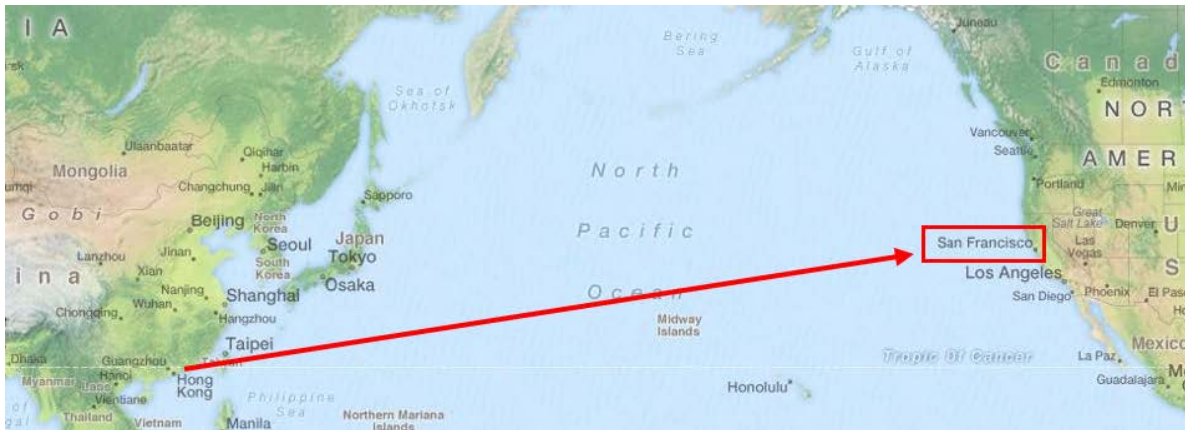 I A
Juneau
Bering
Sea
Gulf of
Alaska
Canad
Edmonton
Sea of
Okhotsk
NOR
Vancouver
Seattle
AMER
Ulaanbaatar
Qiqihar
Harbin
Mongolia
Changchung
Jilin
North
Portland
Sapporo
Gobi
Beijing
North
Korea
Great
Salt Lake
Denver
U
Seoul
Japan
Pacific
San Francisco
Las
Vegas
Lanzhou
Jinan
South
Korea
Tokyo
ina
Xian
Osaka
Los Angeles
S
Nanjing
Shanghai
Ocean
San Diego
Phoenix
El Pas
Chongqing
Wuhan
Hangzhou
Midway
Islands
Taipei
Mexico
Dhaka
Guangzhou
Tropic Of Cancer
La Paz
Hanoi
Hong
Kong
Myanmar
Laos
Honolulu
Guadalajara
Vientiane
Philippine
Sea
Thailand
Vietnam
Manila
Northern Mariana
Islands